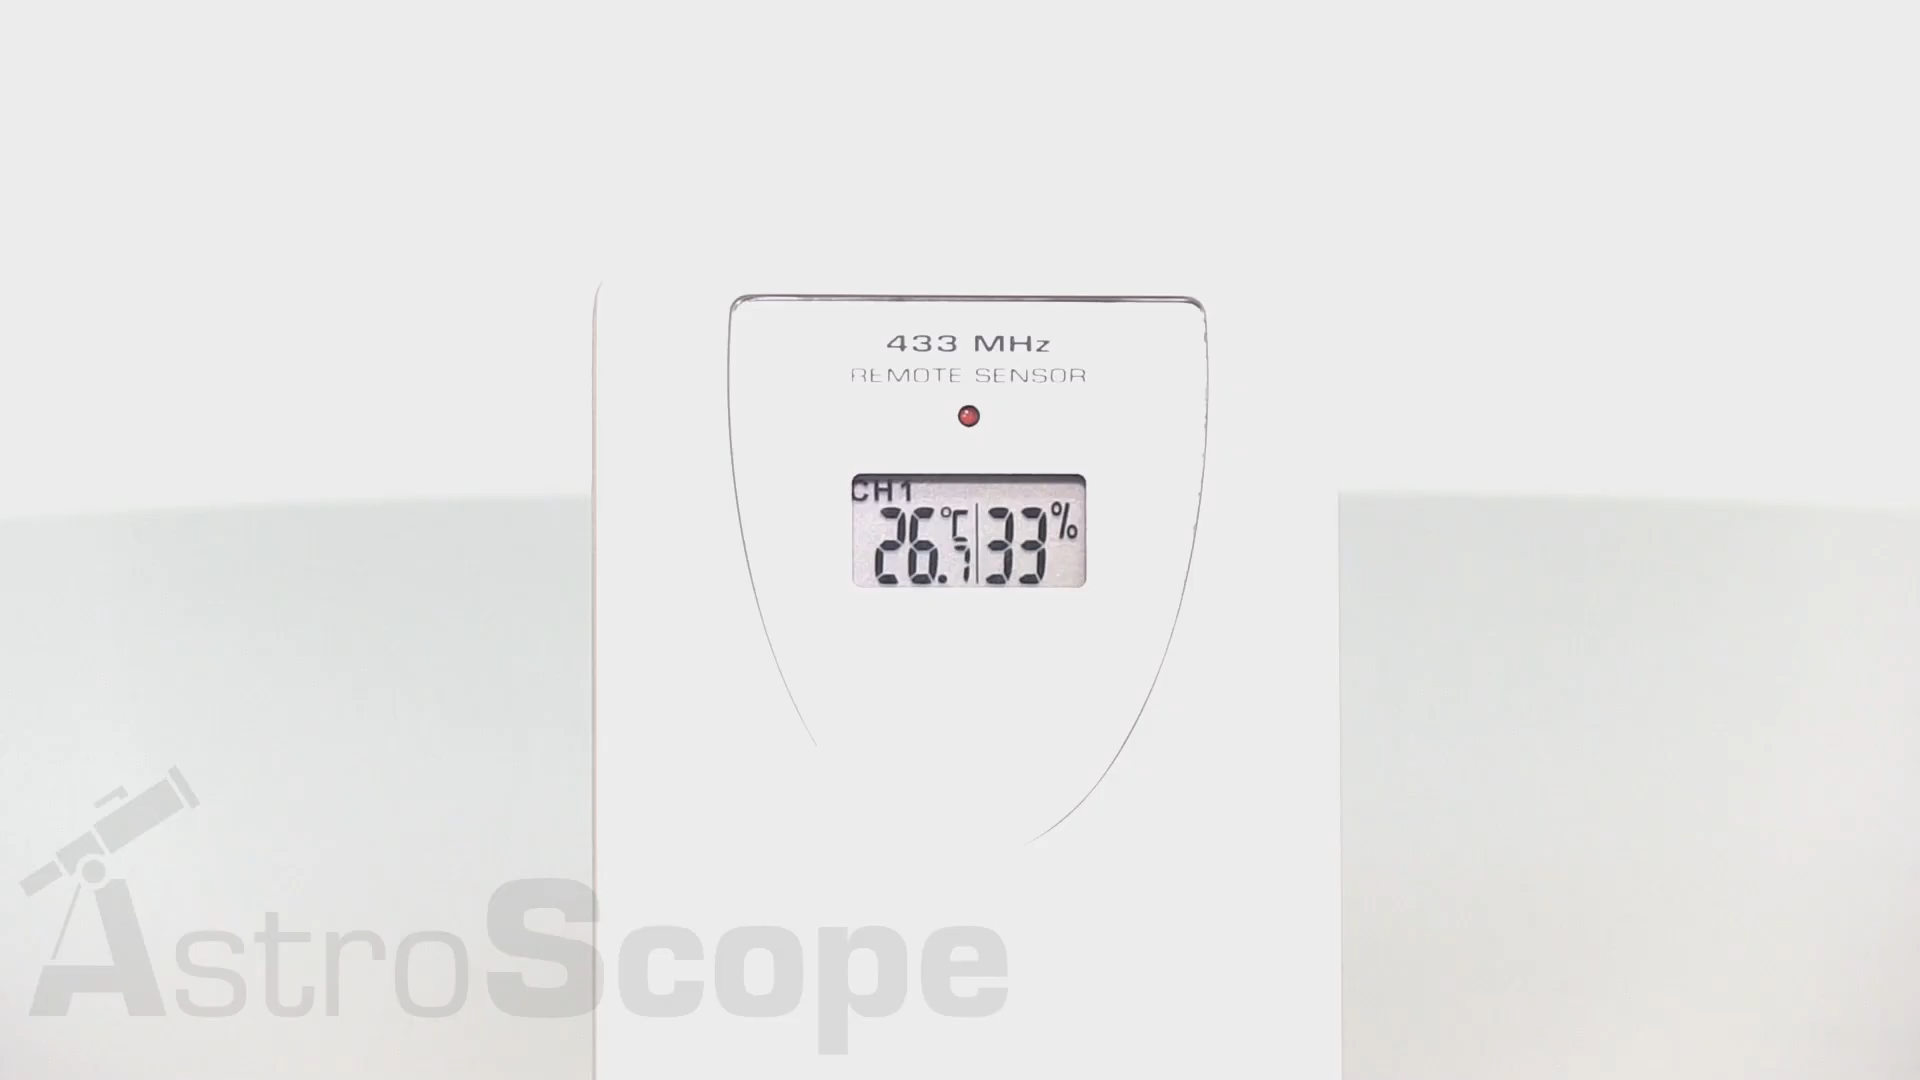 433 MHz
REMOTE SENSOR
CH1
26.7°C 33%
AstroScope